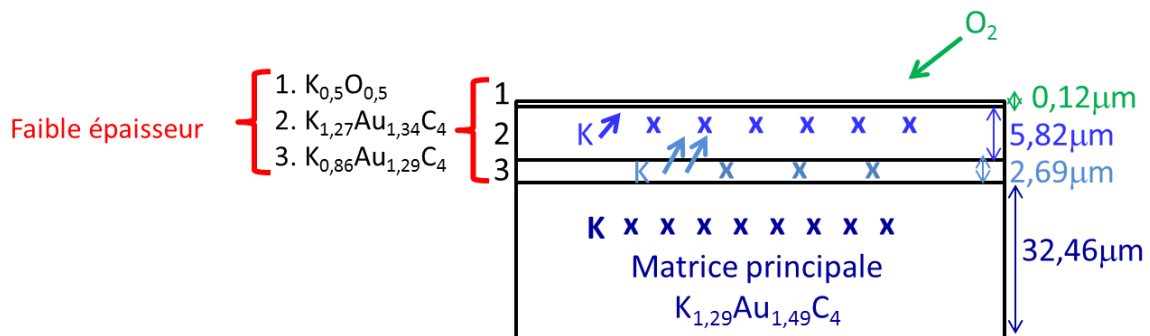 O₂
1. K₀,₅O₀,₅
2. K₁,₂₇Au₁,₃₄C₄
3. K₀,₈₆Au₁,₂₉C₄
Faible épaisseur
1
2
3
0,12μm
K x x x x x x
5,82μm
K x x x
2,69μm
K x x x x x x x x
Matrice principale
K₁,₂₉Au₁,₄₉C₄
32,46μm